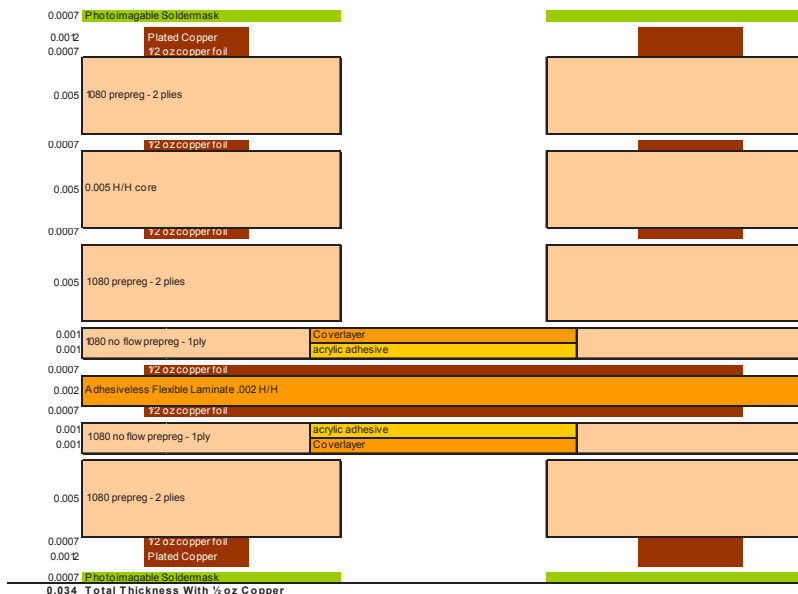 0.0007 Photoimagable Soldermask
0.0012 Plated Copper
0.0007 1/2 oz copper foil
0.005 1080 prepreg - 2 plies
0.0007 1/2 oz copper foil
0.005 0.005 H/H core
0.0007 1/2 oz copper foil
0.005 1080 prepreg - 2 plies
0.001 1080 no flow prepreg - 1ply Coverlayer
0.001 acrylic adhesive
0.0007 1/2 oz copper foil
0.002 Adhesiveless Flexible Laminate .002 H/H
0.0007 1/2 oz copper foil
0.001 1080 no flow prepreg - 1ply acrylic adhesive
0.001 Coverlayer
0.005 1080 prepreg - 2 plies
0.0007 1/2 oz copper foil
0.0012 Plated Copper
0.0007 Photoimagable Soldermask
0.034 Total Thickness With ½ oz Copper